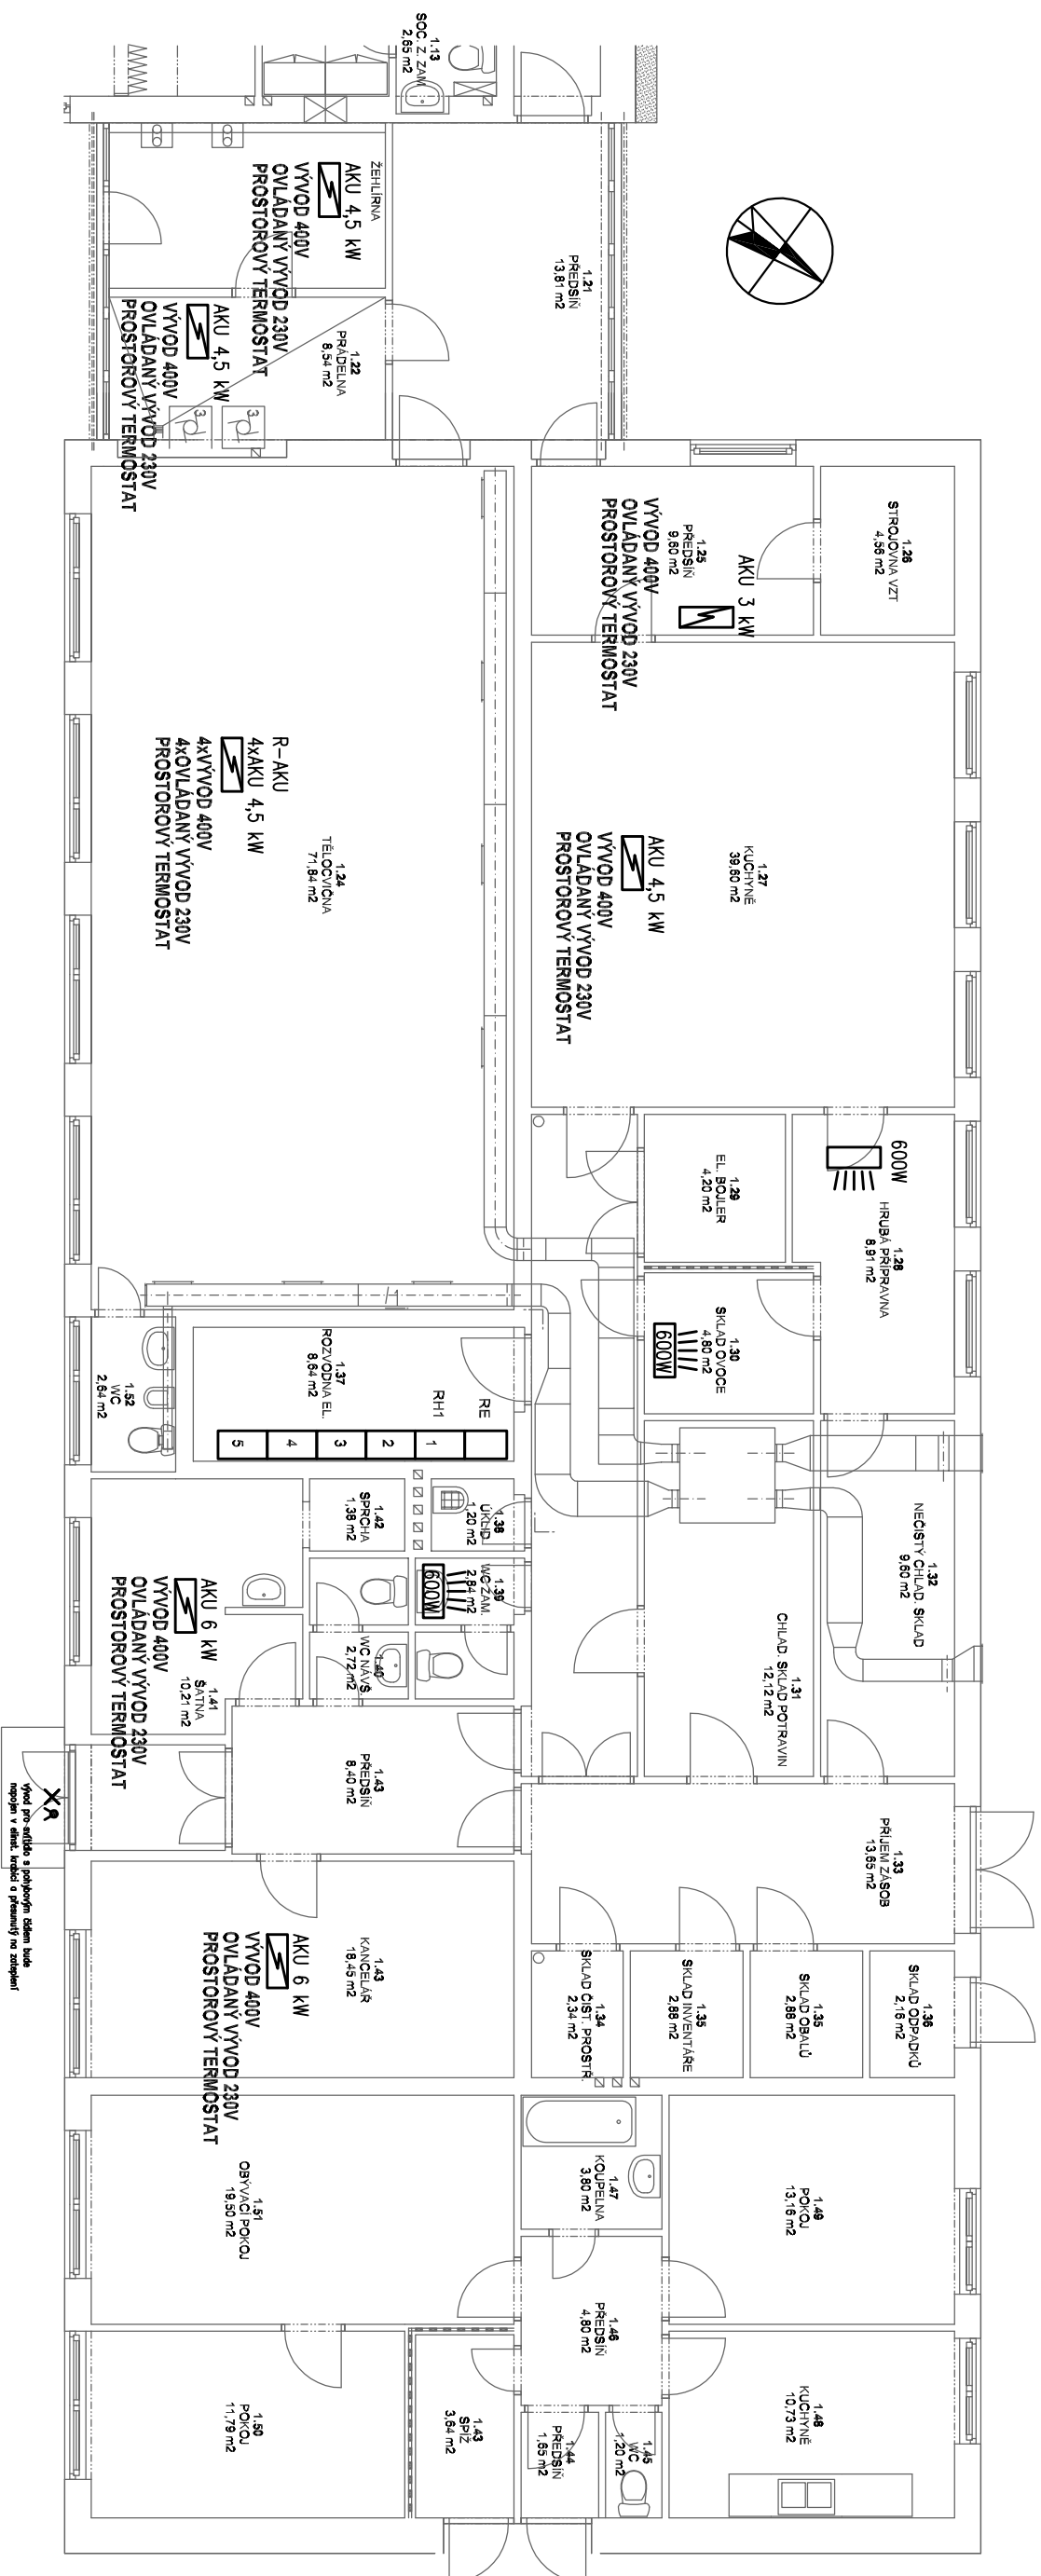 1.13
SOC. Z. ZAM
2,65 m2
ŽEHLÍRNA
AKU 4,5 kW
VÝVOD 400V
OVLÁDANÝ VÝVOD 230V
PROSTOROVÝ TERMOSTAT
1.21
PŘEDSÍŇ
13,81 m2
1.22
PRÁDELNA
8,54 m2
AKU 4,5 kW
VÝVOD 400V
OVLÁDANÝ VÝVOD 230V
PROSTOROVÝ TERMOSTAT
3
3
1.26
STROJOVNA VZT
4,56 m2
1.25
PŘEDSÍŇ
9,60 m2
AKU 3 kW
VÝVOD 400V
OVLÁDANÝ VÝVOD 230V
PROSTOROVÝ TERMOSTAT
R-AKU
4xAKU 4,5 kW
4xVÝVOD 400V
4xOVLÁDANÝ VÝVOD 230V
PROSTOROVÝ TERMOSTAT
1.24
TĚLOCVIČNA
71,84 m2
1.27
KUCHYNĚ
39,60 m2
AKU 4,5 kW
VÝVOD 400V
OVLÁDANÝ VÝVOD 230V
PROSTOROVÝ TERMOSTAT
600W
1.28
HRUBÁ PŘÍPRAVNA
8,91 m2
1.29
EL. BOJLER
4,20 m2
1.30
SKLAD OVOCE
4,80 m2
600W
1.37
ROZVODNA EL.
8,64 m2
RE
RH1
1
2
3
4
5
1.52
WC
2,64 m2
1.32
NEČISTÝ CHLAD. SKLAD
9,60 m2
1.31
CHLAD. SKLAD POTRAVIN
12,12 m2
1.38
ÚKLID
1,20 m2
1.42
SPRCHA
1,38 m2
1.39
WC ZAM.
2,84 m2
600W
1.40
WC NÁVŠ.
2,72 m2
1.41
ŠATNA
10,21 m2
AKU 6 kW
VÝVOD 400V
OVLÁDANÝ VÝVOD 230V
PROSTOROVÝ TERMOSTAT
1.43
PŘEDSÍŇ
8,40 m2
vývod pro svítidlo s pohybovým čidlem bude
napojen v elinst. krabici a přesunutý na zateplení
1.33
PŘÍJEM ZÁSOB
13,65 m2
1.43
KANCELÁŘ
18,45 m2
AKU 6 kW
VÝVOD 400V
OVLÁDANÝ VÝVOD 230V
PROSTOROVÝ TERMOSTAT
1.34
SKLAD ČIST. PROSTŘ.
2,34 m2
1.35
SKLAD INVENTÁŘE
2,88 m2
1.35
SKLAD OBALŮ
2,88 m2
1.36
SKLAD ODPADKŮ
2,16 m2
1.51
OBÝVACÍ POKOJ
19,50 m2
1.47
KOUPELNA
3,80 m2
1.49
POKOJ
13,16 m2
1.46
PŘEDSÍŇ
4,80 m2
1.50
POKOJ
11,79 m2
1.43
SPÍŽ
3,64 m2
1.44
PŘEDSÍŇ
1,65 m2
1.45
WC
1,20 m2
1.48
KUCHYNĚ
10,73 m2